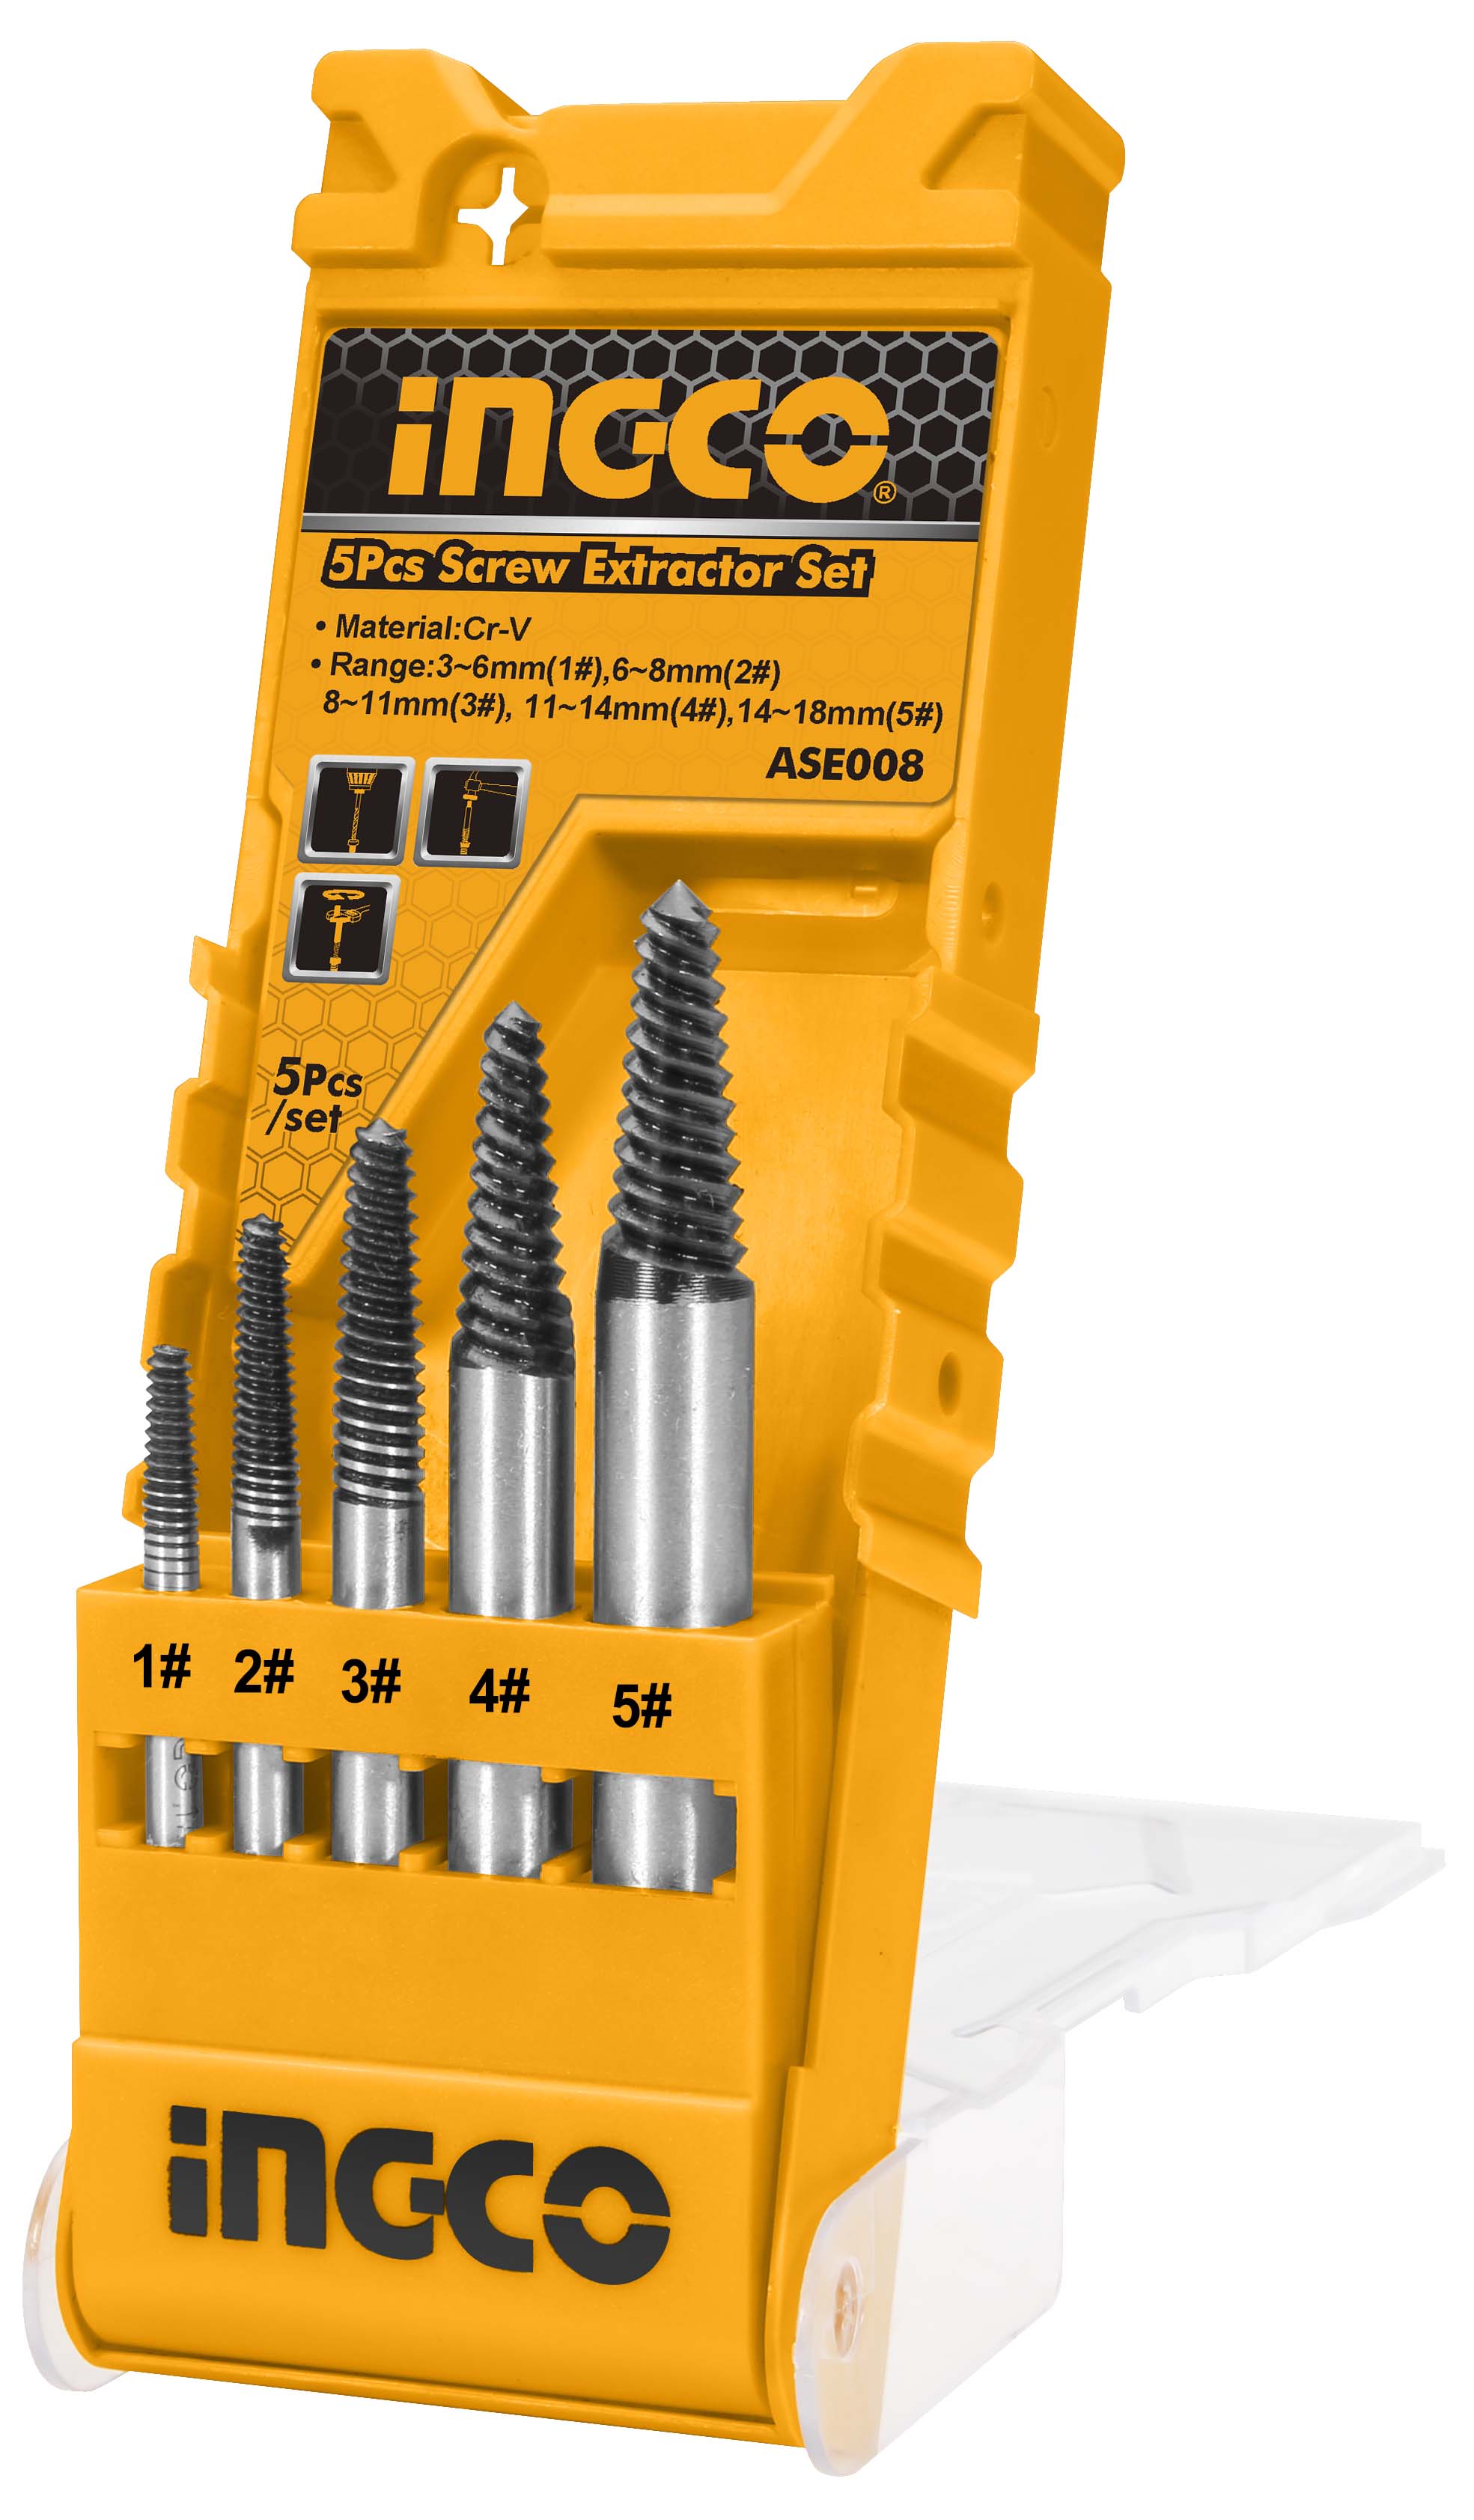 INGCO®
5Pcs Screw Extractor Set
• Material:Cr-V
• Range:3~6mm(1#),6~8mm(2#)
8~11mm(3#), 11~14mm(4#),14~18mm(5#)
ASE008
5Pcs
/set
1# 2# 3# 4# 5#
INGCO